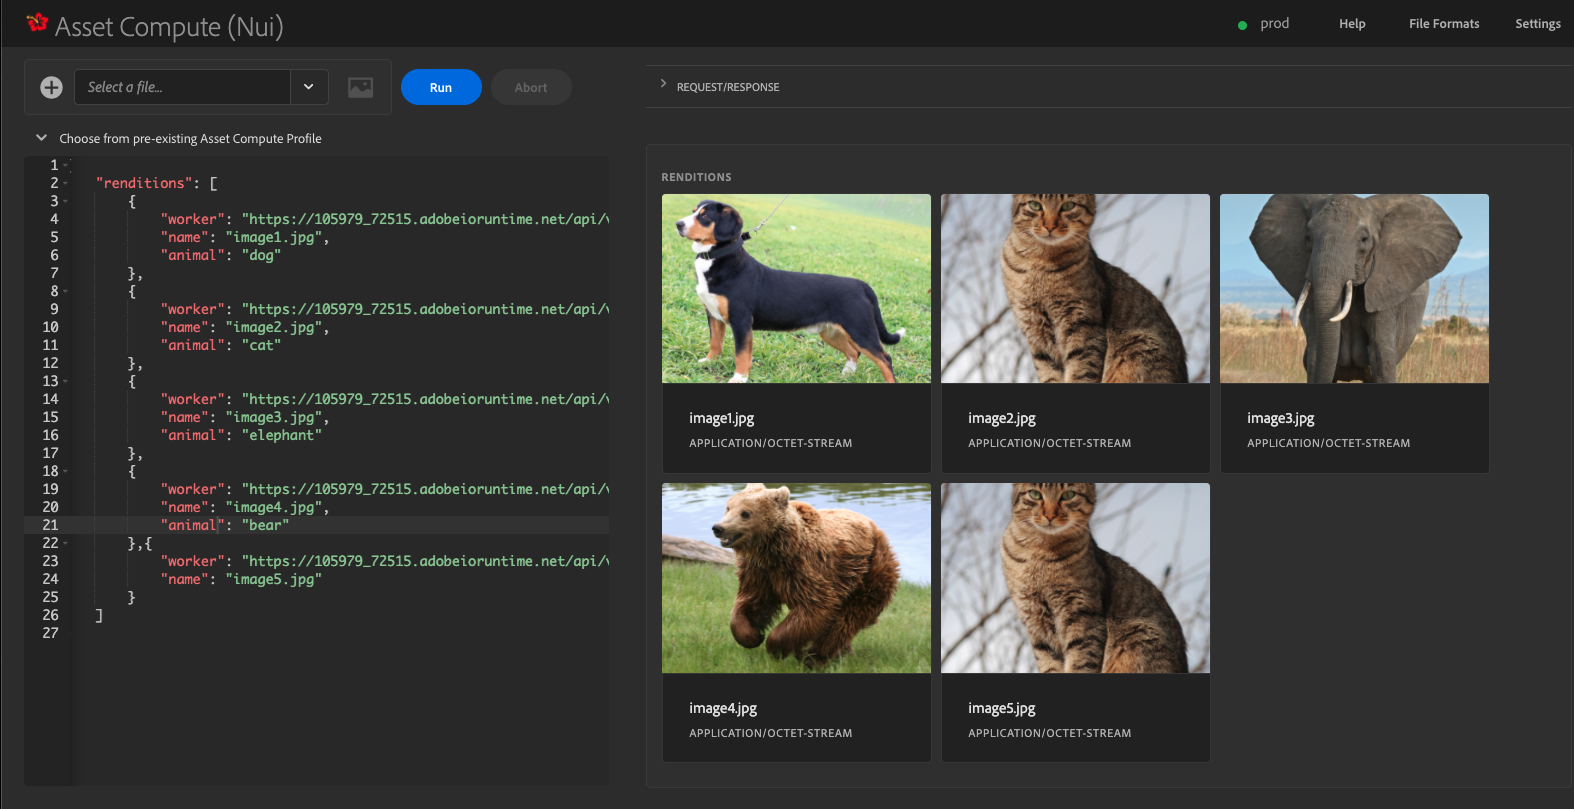 Asset Compute (Nui)
prod
Help
File Formats
Settings
Select a file...
Run
Abort
REQUEST/RESPONSE
Choose from pre-existing Asset Compute Profile
1
2 "renditions": [
3 {
4 "worker": "https://105979_72515.adobeioruntime.net/api/
5 "name": "image1.jpg",
6 "animal": "dog"
7 },
8 {
9 "worker": "https://105979_72515.adobeioruntime.net/api/
10 "name": "image2.jpg",
11 "animal": "cat"
12 },
13 {
14 "worker": "https://105979_72515.adobeioruntime.net/api/
15 "name": "image3.jpg",
16 "animal": "elephant"
17 },
18 {
19 "worker": "https://105979_72515.adobeioruntime.net/api/
20 "name": "image4.jpg",
21 "animal": "bear"
22 },{
23 "worker": "https://105979_72515.adobeioruntime.net/api/
24 "name": "image5.jpg"
25 }
26 ]
27
RENDITIONS
image1.jpg
APPLICATION/OCTET-STREAM
image2.jpg
APPLICATION/OCTET-STREAM
image3.jpg
APPLICATION/OCTET-STREAM
image4.jpg
APPLICATION/OCTET-STREAM
image5.jpg
APPLICATION/OCTET-STREAM